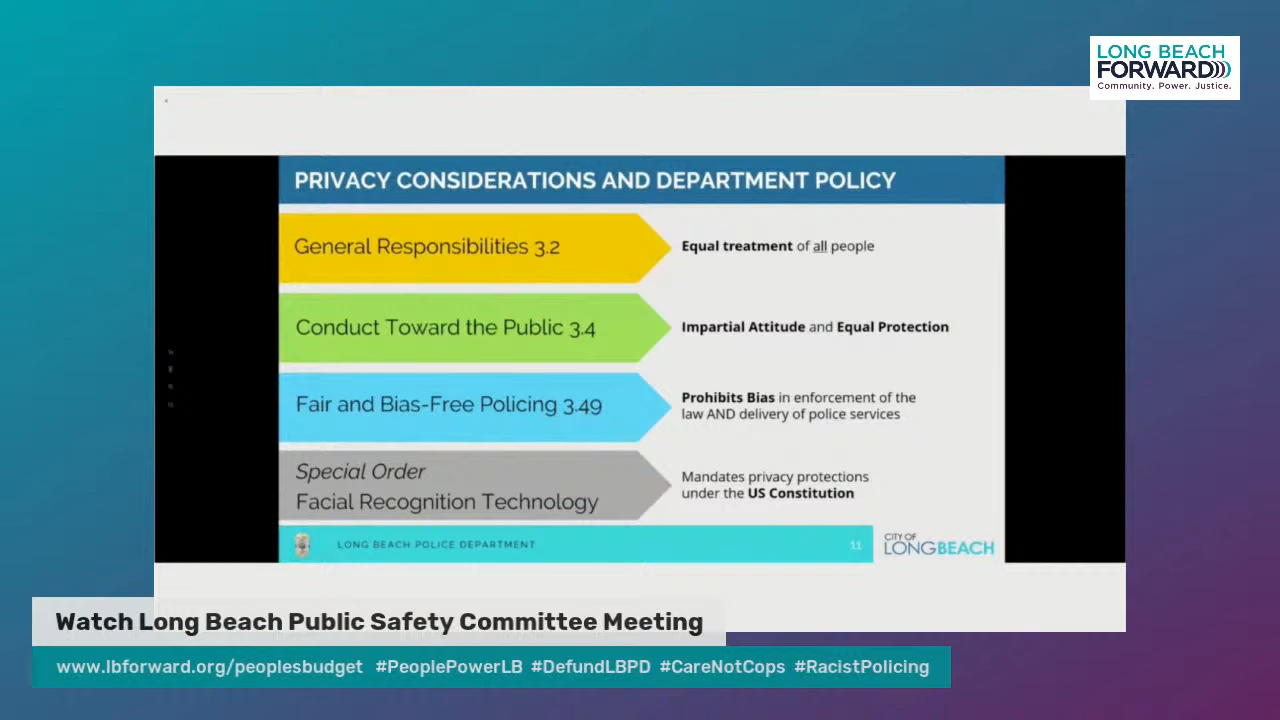 LONG BEACH
FORWARD
Community. Power. Justice.
PRIVACY CONSIDERATIONS AND DEPARTMENT POLICY
General Responsibilities 3.2
Equal treatment of all people
Conduct Toward the Public 3.4
Impartial Attitude and Equal Protection
Fair and Bias-Free Policing 3.49
Prohibits Bias in enforcement of the
law AND delivery of police services
Special Order
Facial Recognition Technology
Mandates privacy protections
under the US Constitution
LONG BEACH POLICE DEPARTMENT
11
CITY OF
LONGBEACH
Watch Long Beach Public Safety Committee Meeting
www.lbforward.org/peoplesbudget #PeoplePowerLB #DefundLBPD #CareNotCops #RacistPolicing